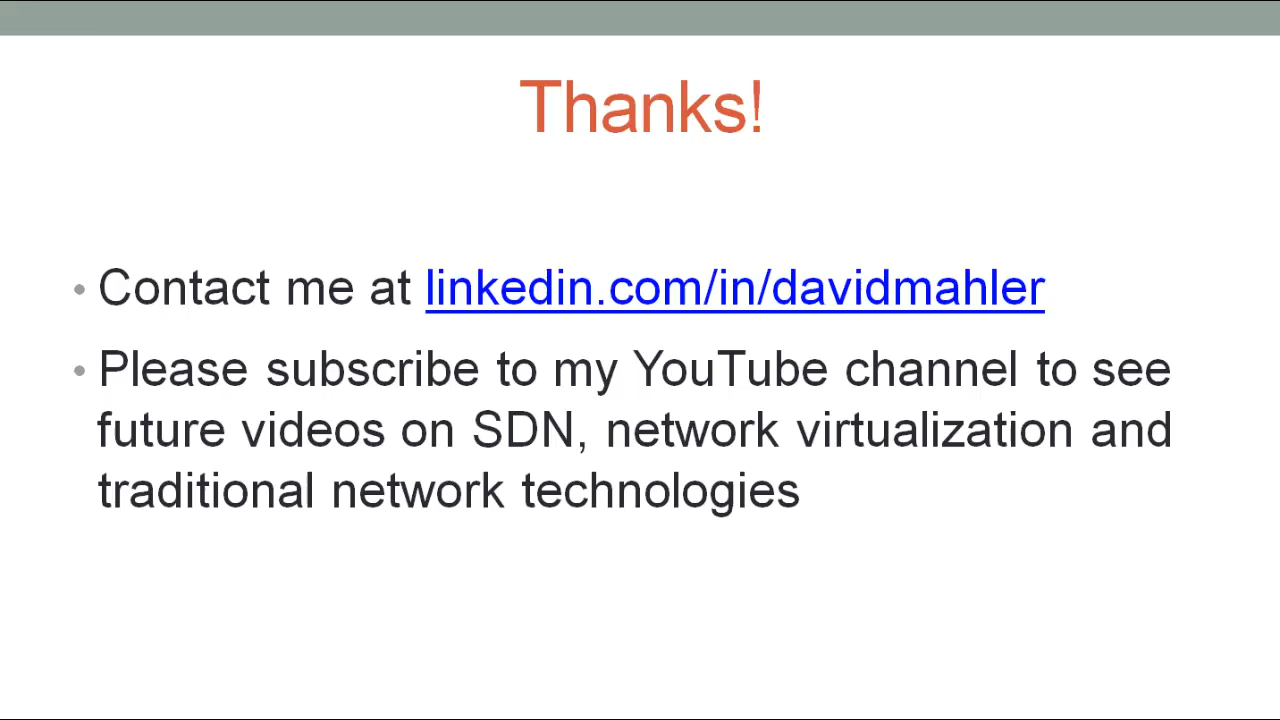 Thanks!
• Contact me at linkedin.com/in/davidmahler
• Please subscribe to my YouTube channel to see
future videos on SDN, network virtualization and
traditional network technologies